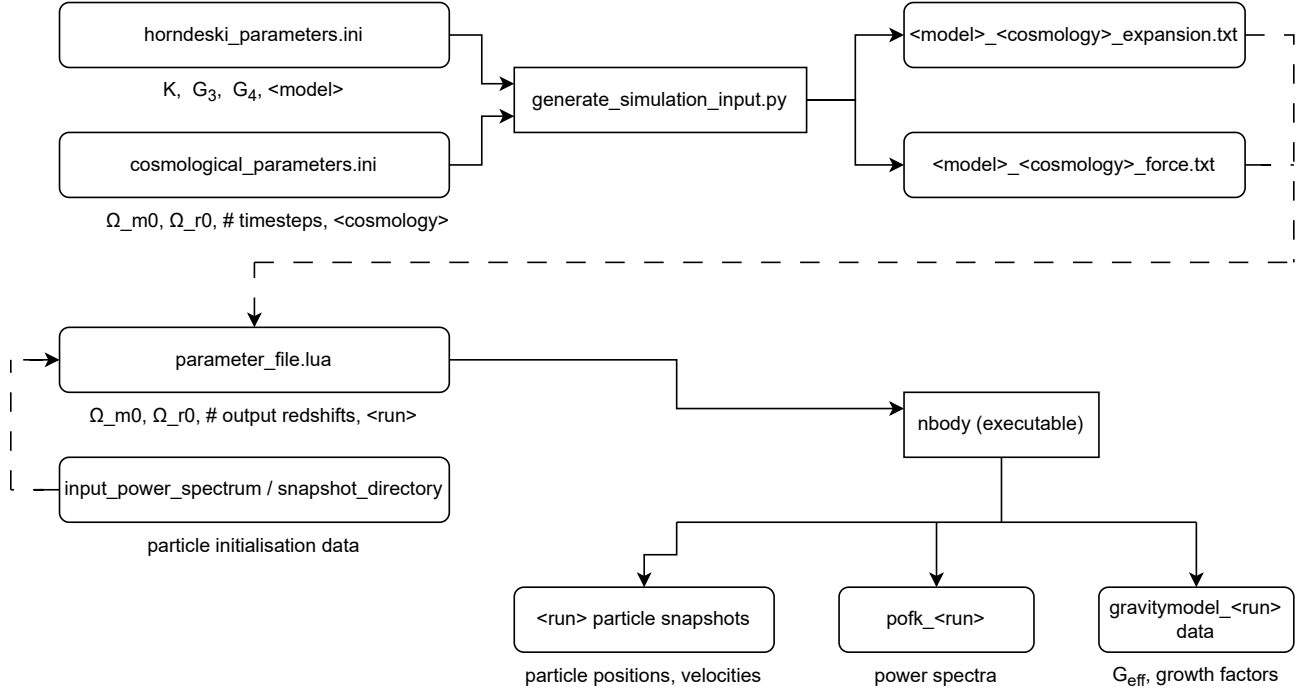 horndeski_parameters.ini
K, G₃, G₄, <model>
cosmological_parameters.ini
Ω_m0, Ω_r0, # timesteps, <cosmology>
generate_simulation_input.py
<model>_<cosmology>_expansion.txt
<model>_<cosmology>_force.txt
parameter_file.lua
Ω_m0, Ω_r0, # output redshifts, <run>
input_power_spectrum / snapshot_directory
particle initialisation data
nbody (executable)
<run> particle snapshots
particle positions, velocities
pofk_<run>
power spectra
gravitymodel_<run>
data
G_eff, growth factors